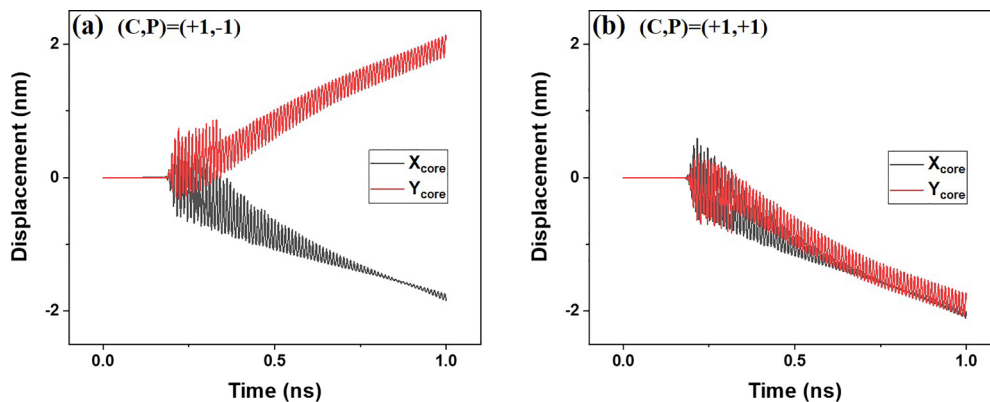 (a) (C,P)=(+1,-1)
2
0
-2
Displacement (nm)
Xcore
Ycore
0.0 0.5 1.0
Time (ns)
(b) (C,P)=(+1,+1)
2
0
-2
Displacement (nm)
Xcore
Ycore
0.0 0.5 1.0
Time (ns)